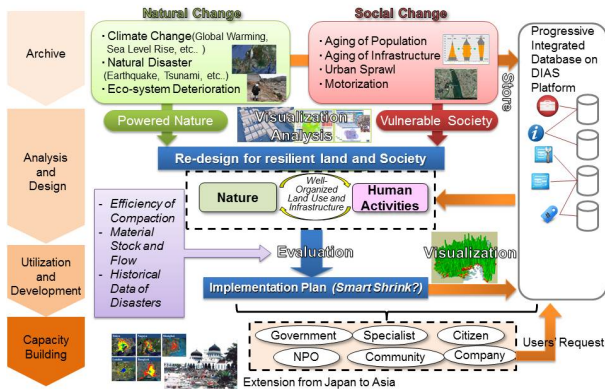 Natural Change
Social Change
Archive
• Climate Change(Global Warming,
Sea Level Rise, etc.. )
• Natural Disaster
(Earthquake, Tsunami, etc..)
• Eco-system Deterioration
• Aging of Population
• Aging of Infrastructure
• Urban Sprawl
• Motorization
Store
Progressive
Integrated
Database on
DIAS
Platform
Powered Nature
Visualization
Analysis
Vulnerable Society
Analysis
and
Design
Re-design for resilient land and Society
Nature
Well-
Organized
Land Use and
Infrastructure
Human
Activities
- Efficiency of
Compaction
- Material
Stock and
Flow
- Historical
Data of
Disasters
Evaluation
Visualization
Utilization
and
Development
Implementation Plan (Smart Shrink?)
Capacity
Building
Government
Specialist
Citizen
NPO
Community
Company
Users' Request
Extension from Japan to Asia